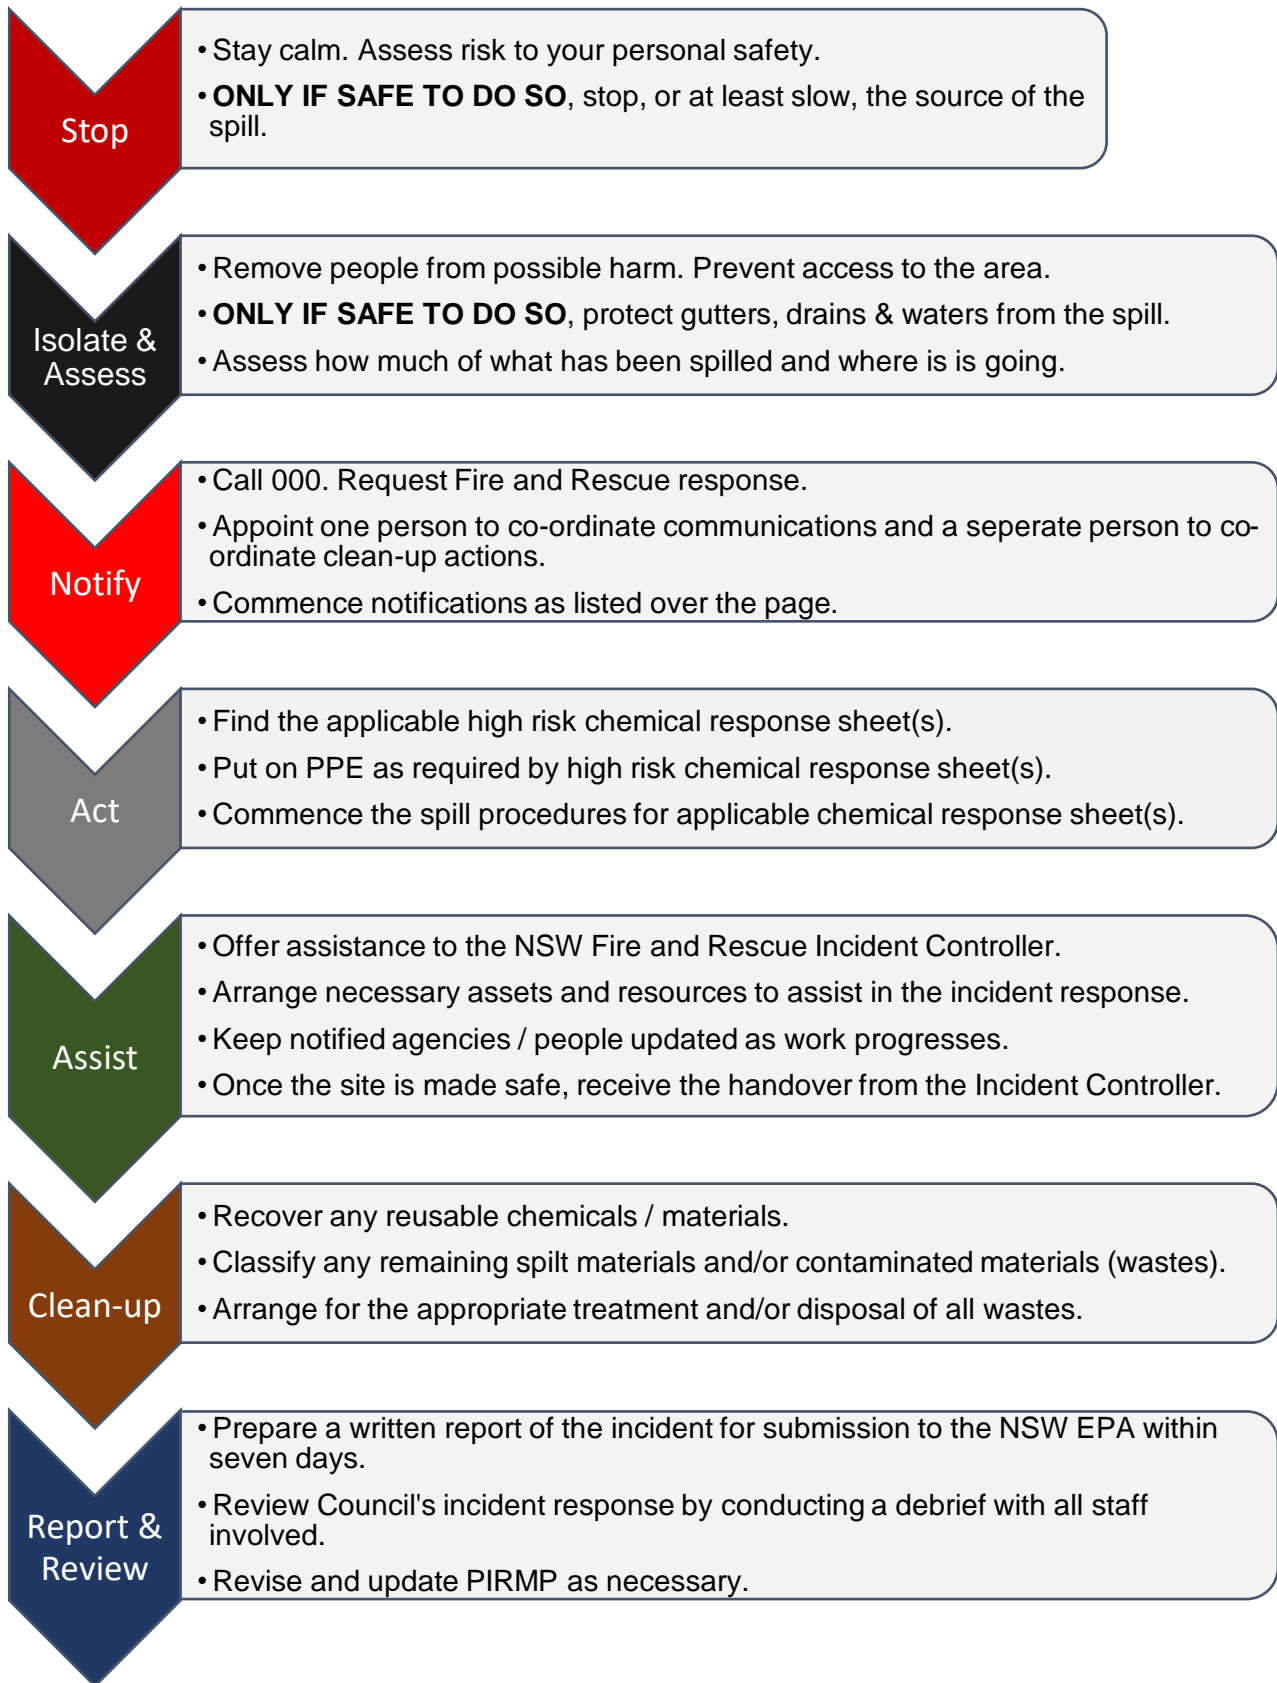 Stop
• Stay calm. Assess risk to your personal safety.
• ONLY IF SAFE TO DO SO, stop, or at least slow, the source of the
spill.
Isolate &
Assess
• Remove people from possible harm. Prevent access to the area.
• ONLY IF SAFE TO DO SO, protect gutters, drains & waters from the spill.
• Assess how much of what has been spilled and where is is going.
Notify
• Call 000. Request Fire and Rescue response.
• Appoint one person to co-ordinate communications and a seperate person to co-
ordinate clean-up actions.
• Commence notifications as listed over the page.
Act
• Find the applicable high risk chemical response sheet(s).
• Put on PPE as required by high risk chemical response sheet(s).
• Commence the spill procedures for applicable chemical response sheet(s).
Assist
• Offer assistance to the NSW Fire and Rescue Incident Controller.
• Arrange necessary assets and resources to assist in the incident response.
• Keep notified agencies / people updated as work progresses.
• Once the site is made safe, receive the handover from the Incident Controller.
Clean-up
• Recover any reusable chemicals / materials.
• Classify any remaining spilt materials and/or contaminated materials (wastes).
• Arrange for the appropriate treatment and/or disposal of all wastes.
Report &
Review
• Prepare a written report of the incident for submission to the NSW EPA within
seven days.
• Review Council's incident response by conducting a debrief with all staff
involved.
• Revise and update PIRMP as necessary.